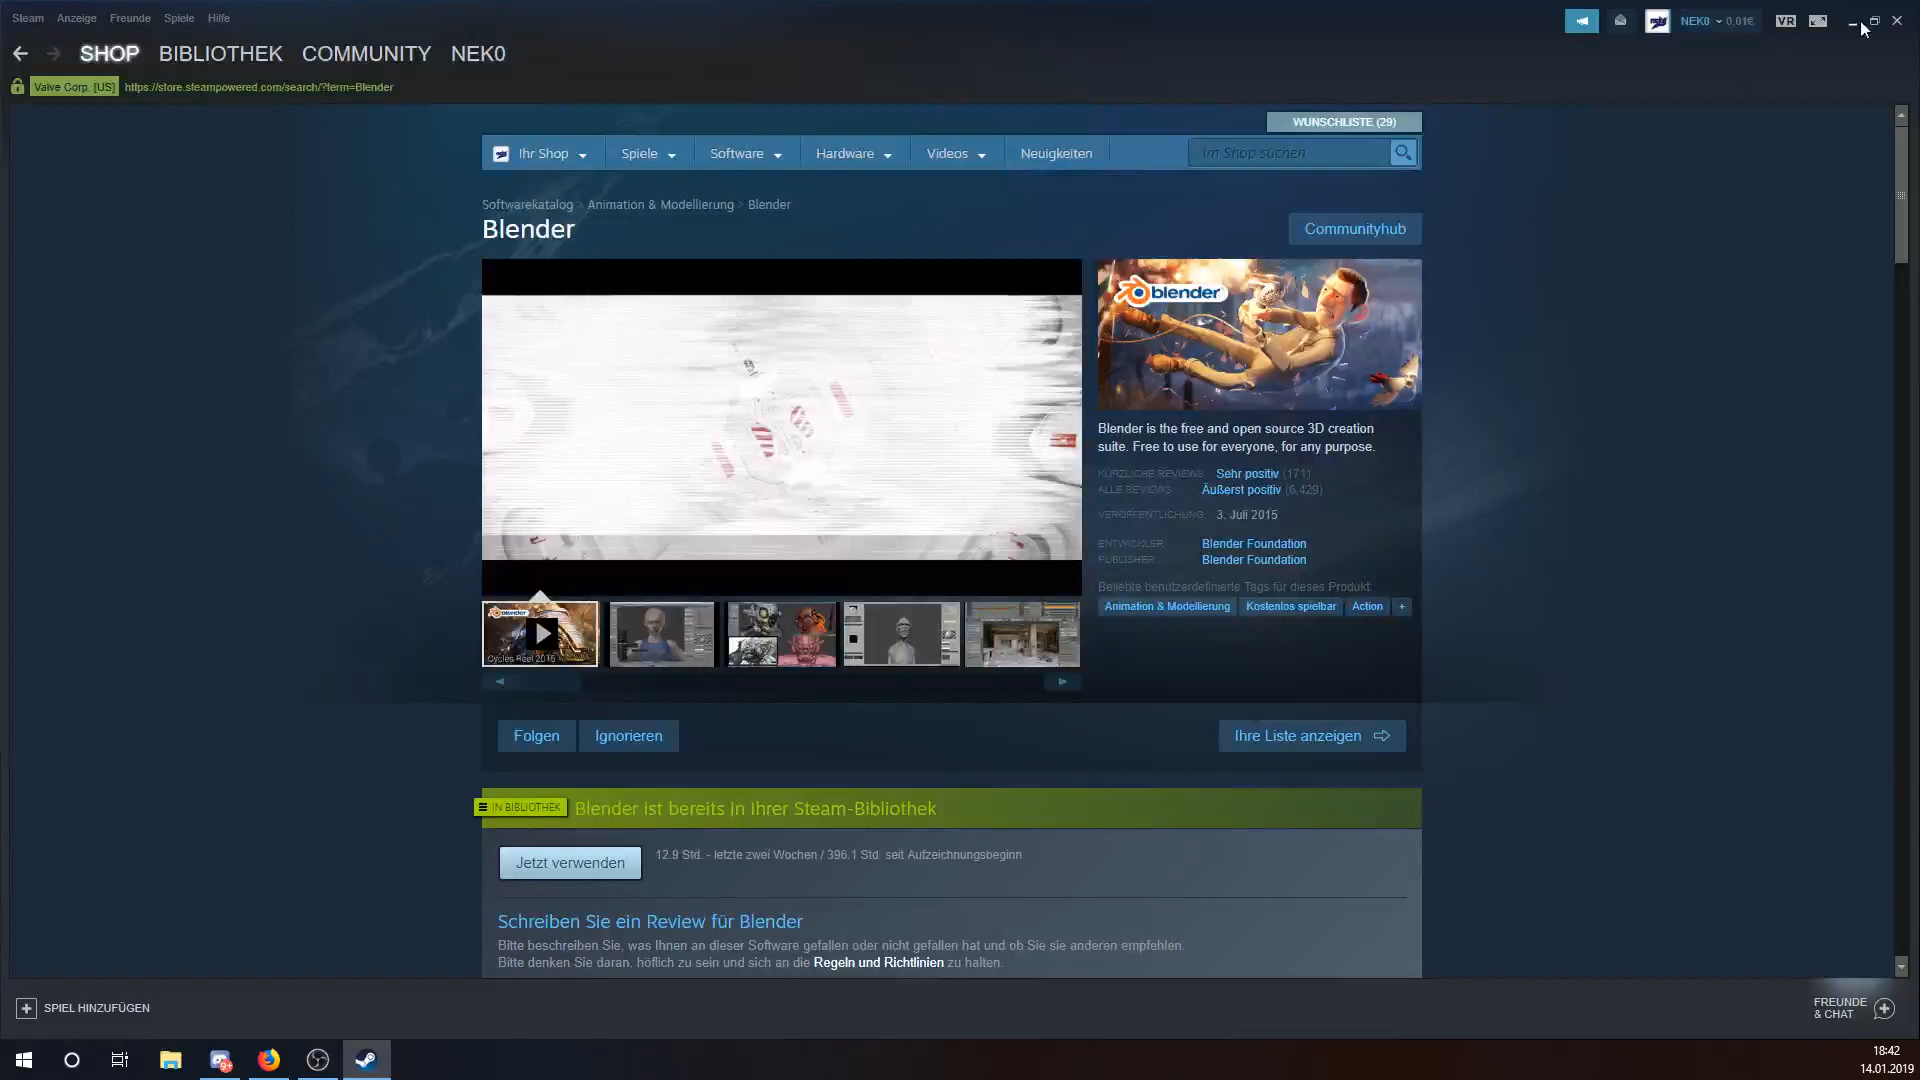 Steam Anzeige Freunde Spiele Hilfe
NEK0 0,01€ VR
SHOP BIBLIOTHEK COMMUNITY NEK0
Valve Corp. [US] https://store.steampowered.com/search/?term=Blender
WUNSCHLISTE (29)
Ihr Shop Spiele Software Hardware Videos Neuigkeiten Im Shop suchen
Softwarekatalog > Animation & Modellierung > Blender
Blender
Communityhub
blender
Blender is the free and open source 3D creation
suite. Free to use for everyone, for any purpose.
KÜRZLICHE REVIEWS: Sehr positiv (171)
ALLE REVIEWS: Äußerst positiv (6,429)
VERÖFFENTLICHUNG: 3. Juli 2015
ENTWICKLER: Blender Foundation
PUBLISHER: Blender Foundation
Beliebte benutzerdefinierte Tags für dieses Produkt:
Animation & Modellierung Kostenlos spielbar Action +
blender
Cycles Reel 2015
Folgen Ignorieren Ihre Liste anzeigen
IN BIBLIOTHEK Blender ist bereits in Ihrer Steam-Bibliothek
Jetzt verwenden 12.9 Std. - letzte zwei Wochen / 396.1 Std. seit Aufzeichnungsbeginn
Schreiben Sie ein Review für Blender
Bitte beschreiben Sie, was Ihnen an dieser Software gefallen oder nicht gefallen hat und ob Sie sie anderen empfehlen.
Bitte denken Sie daran, höflich zu sein und sich an die Regeln und Richtlinien zu halten.
SPIEL HINZUFÜGEN
FREUNDE
& CHAT
9+
18:42
14.01.2019